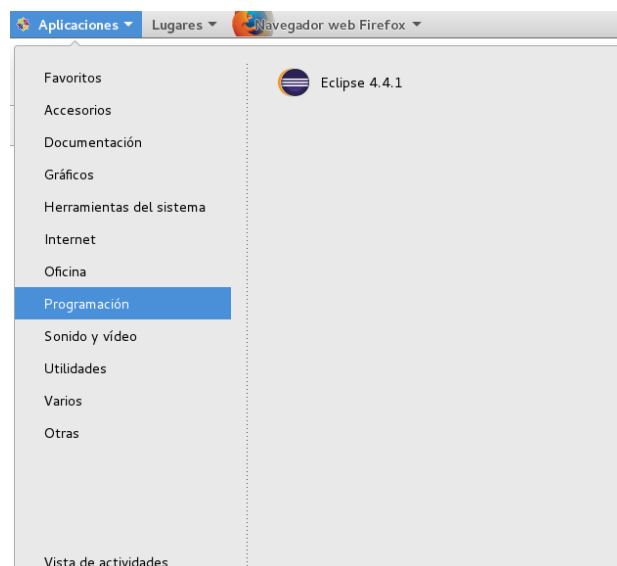 Aplicaciones Lugares Navegador web Firefox
Favoritos
Eclipse 4.4.1
Accesorios
Documentación
Gráficos
Herramientas del sistema
Internet
Oficina
Programación
Sonido y vídeo
Utilidades
Varios
Otras
Vista de actividades